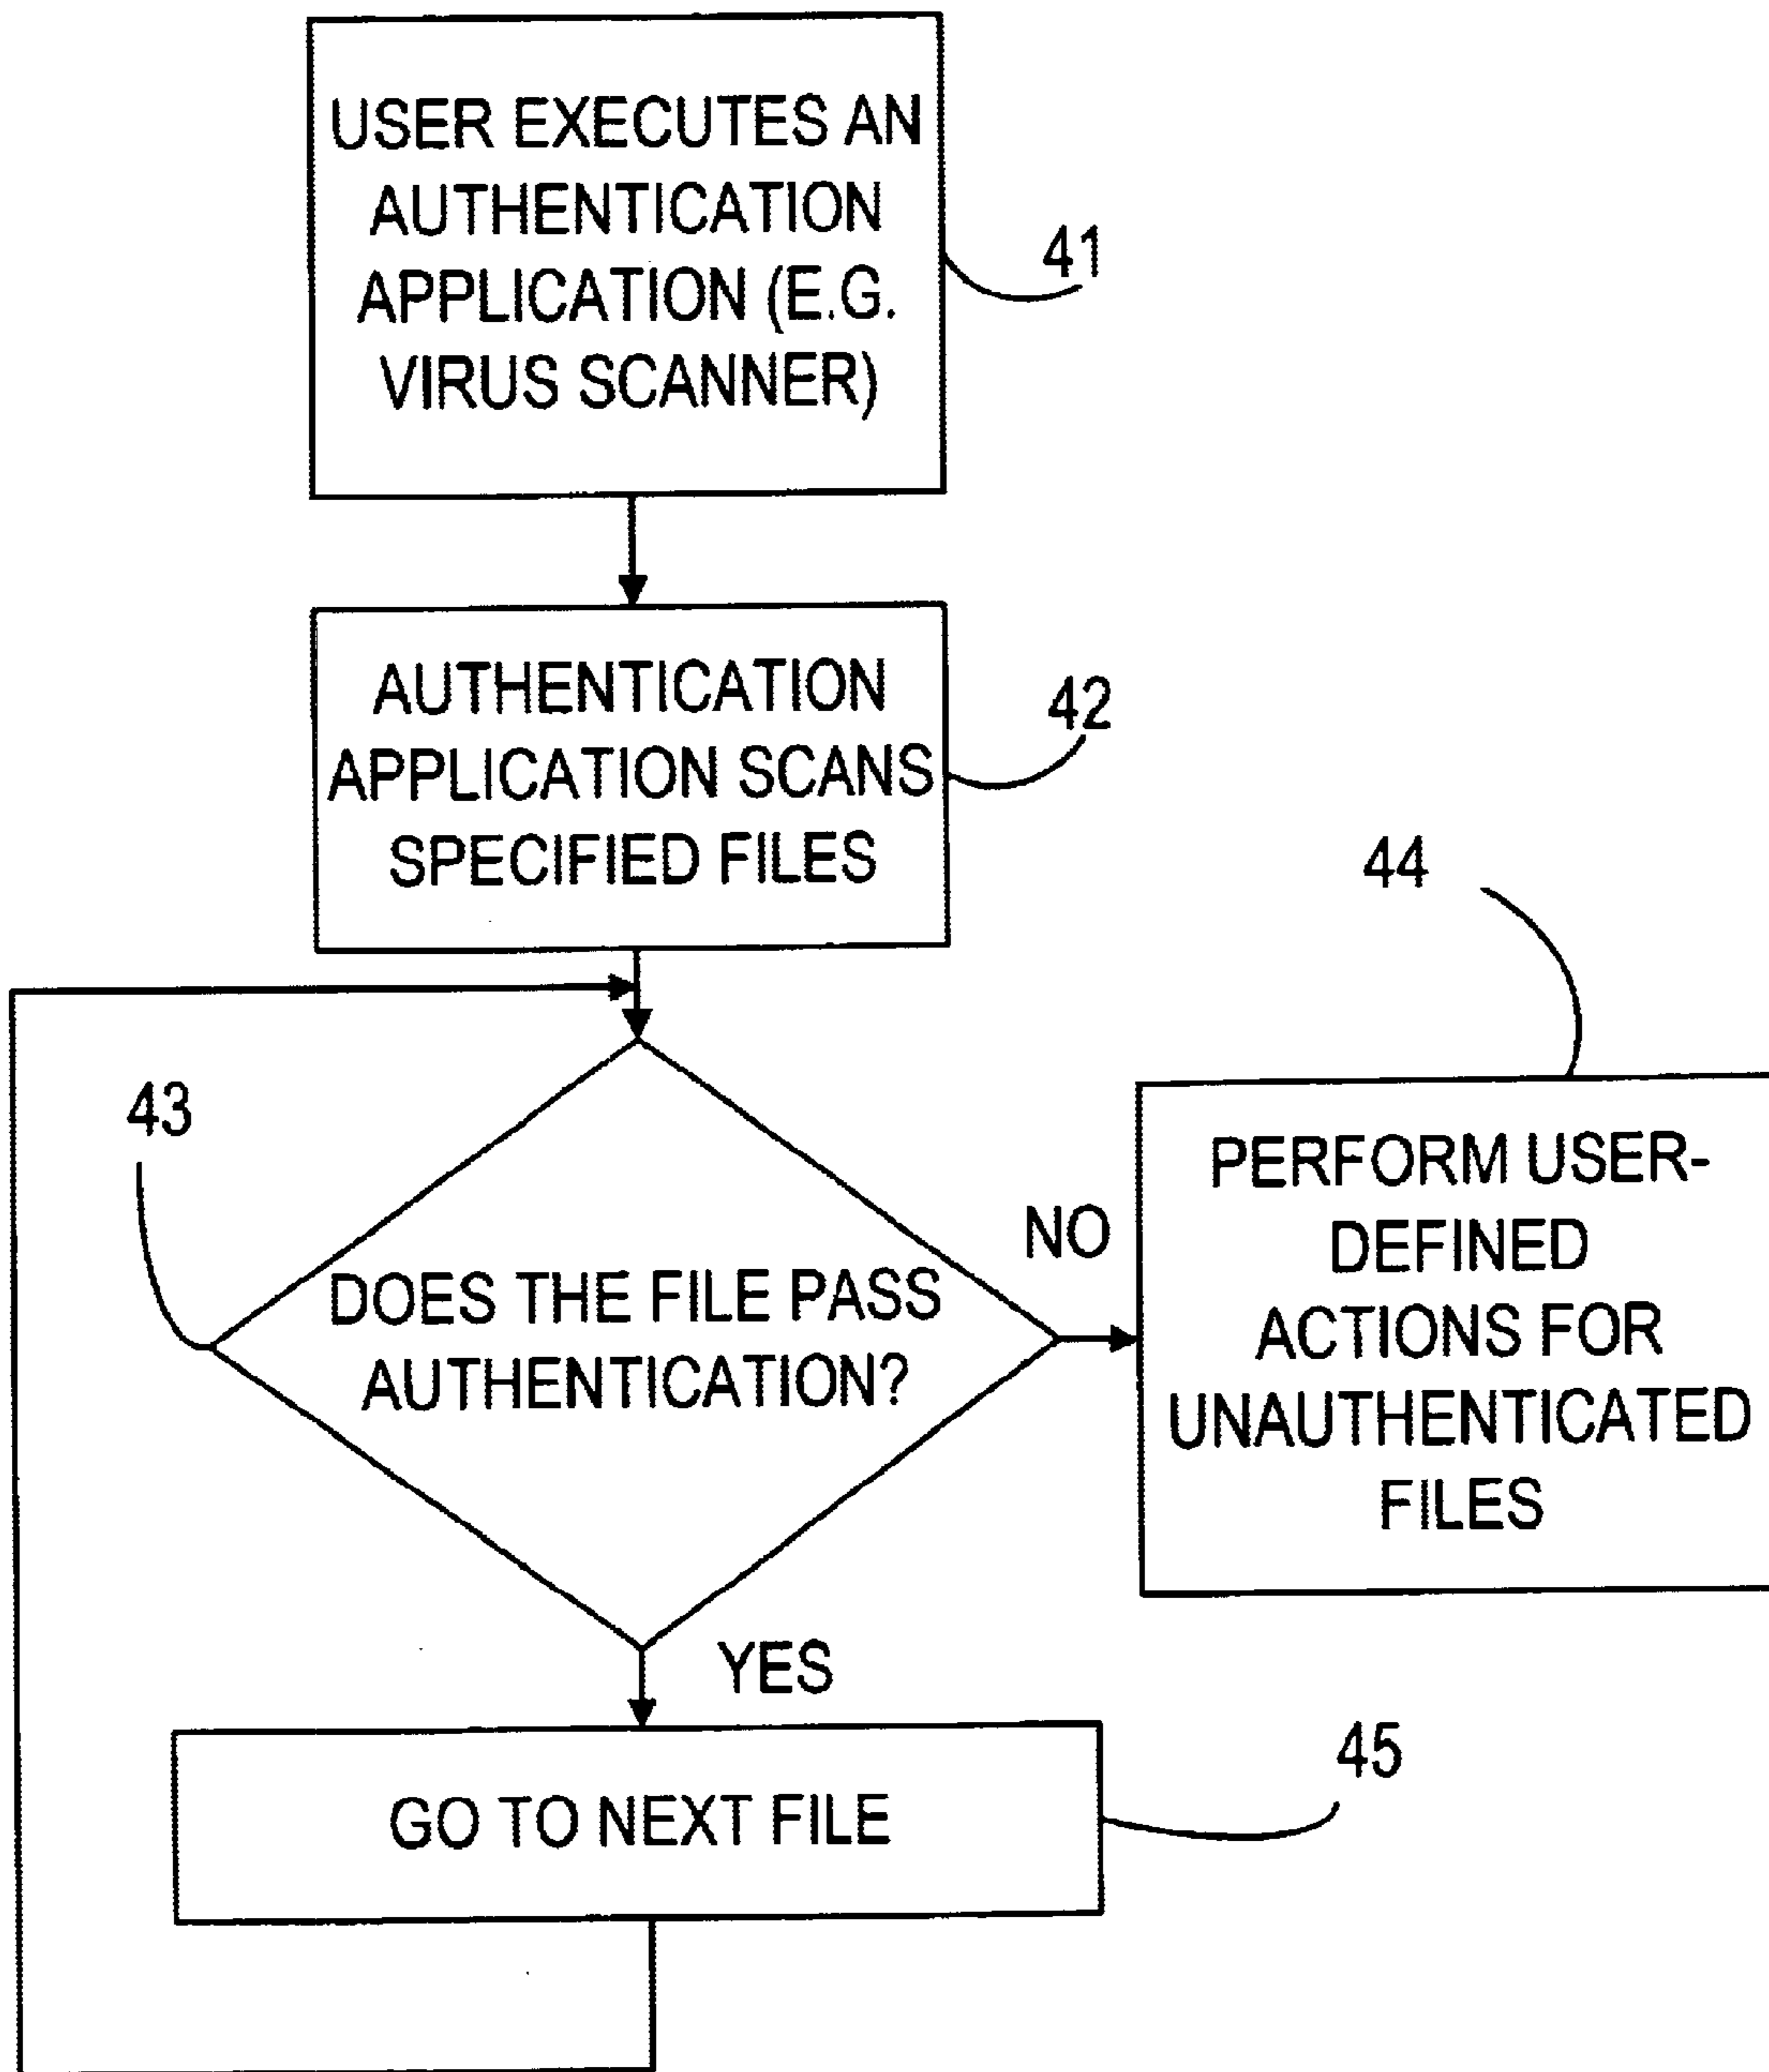 USER EXECUTES AN
AUTHENTICATION
APPLICATION (E.G.
VIRUS SCANNER)
41
AUTHENTICATION
APPLICATION SCANS
SPECIFIED FILES
42
43
DOES THE FILE PASS
AUTHENTICATION?
NO
44
PERFORM USER-
DEFINED
ACTIONS FOR
UNAUTHENTICATED
FILES
YES
GO TO NEXT FILE
45